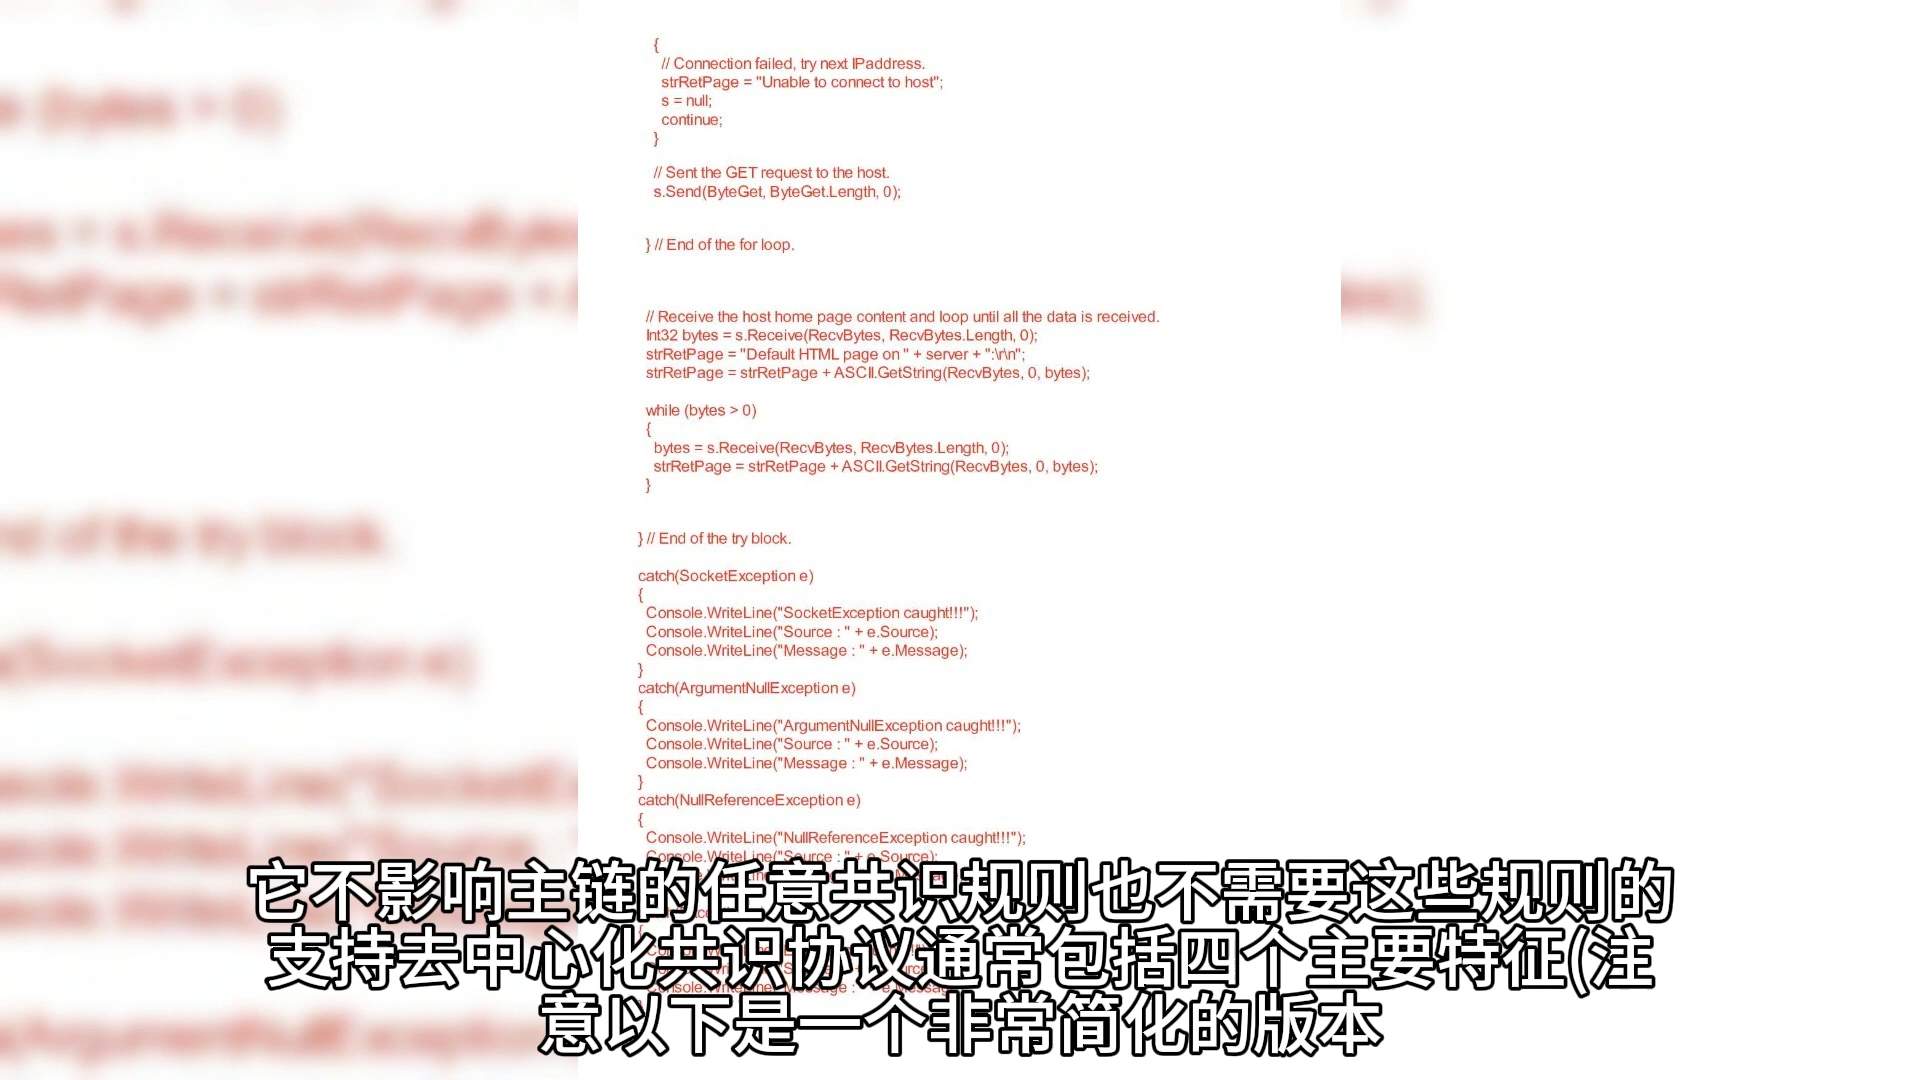 {
// Connection failed, try next IPaddress.
strRetPage = "Unable to connect to host";
s = null;
continue;
}
// Sent the GET request to the host.
s.Send(ByteGet, ByteGet.Length, 0);
} // End of the for loop.
// Receive the host home page content and loop until all the data is received.
Int32 bytes = s.Receive(RecvBytes, RecvBytes.Length, 0);
strRetPage = "Default HTML page on " + server + ":\r\n";
strRetPage = strRetPage + ASCII.GetString(RecvBytes, 0, bytes);
while (bytes > 0)
{
bytes = s.Receive(RecvBytes, RecvBytes.Length, 0);
strRetPage = strRetPage + ASCII.GetString(RecvBytes, 0, bytes);
}
} // End of the try block.
catch(SocketException e)
{
Console.WriteLine("SocketException caught!!!");
Console.WriteLine("Source : " + e.Source);
Console.WriteLine("Message : " + e.Message);
}
catch(ArgumentNullException e)
{
Console.WriteLine("ArgumentNullException caught!!!");
Console.WriteLine("Source : " + e.Source);
Console.WriteLine("Message : " + e.Message);
}
catch(NullReferenceException e)
{
Console.WriteLine("NullReferenceException caught!!!");
Console.WriteLine("Source : " + e.Source);
它不影响主链的任意共识规则也不需要这些规则的
支持去中心化共识协议通常包括四个主要特征(注
意以下是一个非常简化的版本